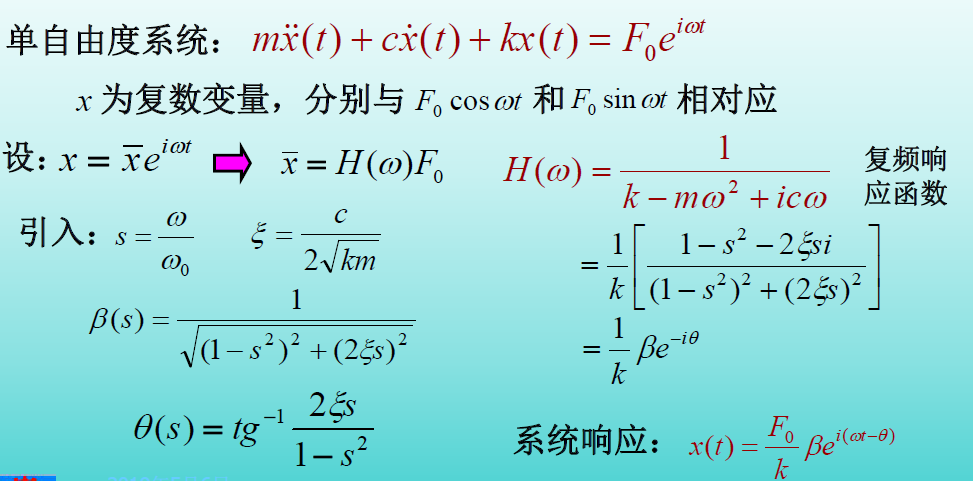 单自由度系统： $m\ddot{x}(t) + c\dot{x}(t) + kx(t) = F_0 e^{i\omega t}$
$x$ 为复数变量，分别与 $F_0 \cos \omega t$ 和 $F_0 \sin \omega t$ 相对应
设： $x = \overline{x} e^{i\omega t}$ ⇨ $\overline{x} = H(\omega) F_0$
$H(\omega) = \frac{1}{k - m\omega^2 + ic\omega}$ 复频响应函数
引入： $s = \frac{\omega}{\omega_0}$ $\xi = \frac{c}{2\sqrt{km}}$
$= \frac{1}{k} \left[ \frac{1 - s^2 - 2\xi s i}{(1 - s^2)^2 + (2\xi s)^2} \right]$
$\beta(s) = \frac{1}{\sqrt{(1 - s^2)^2 + (2\xi s)^2}}$
$= \frac{1}{k} \beta e^{-i\theta}$
$\theta(s) = tg^{-1} \frac{2\xi s}{1 - s^2}$
系统响应： $x(t) = \frac{F_0}{k} \beta e^{i(\omega t - \theta)}$